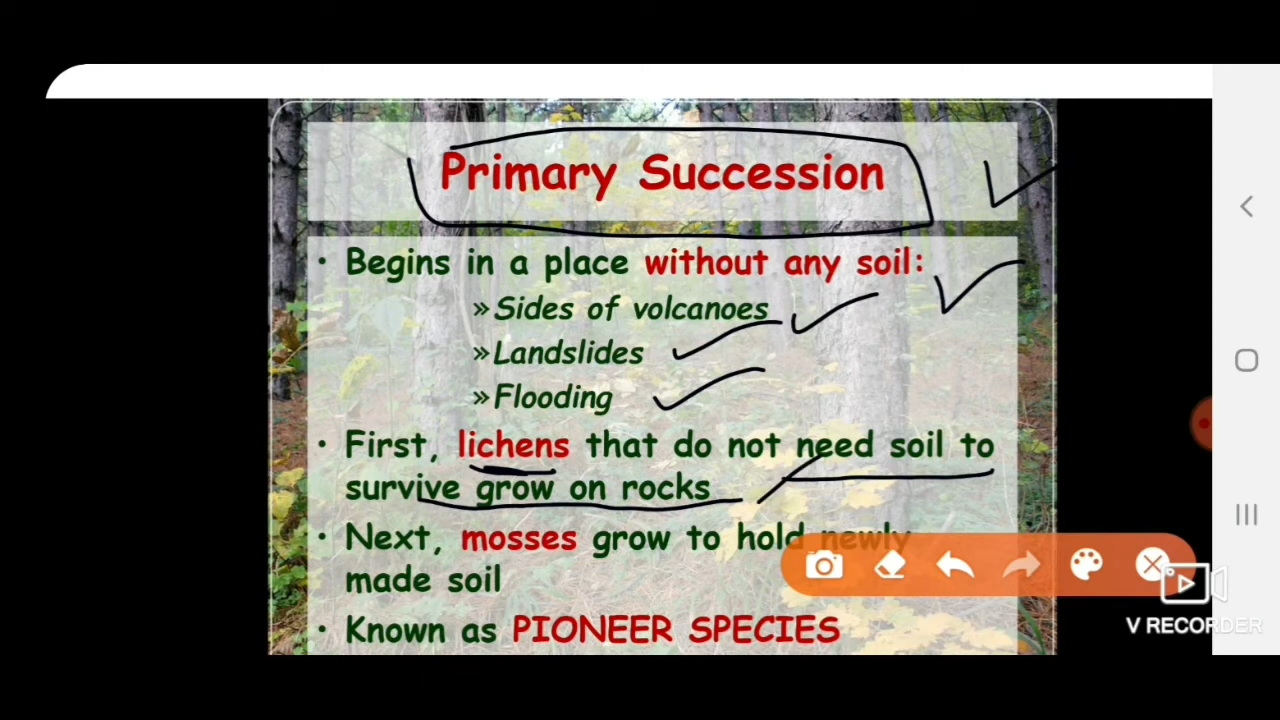 Primary Succession
• Begins in a place without any soil:
» Sides of volcanoes
» Landslides
» Flooding
• First, lichens that do not need soil to
survive grow on rocks
• Next, mosses grow to hold newly
made soil
• Known as PIONEER SPECIES
V RECORDER